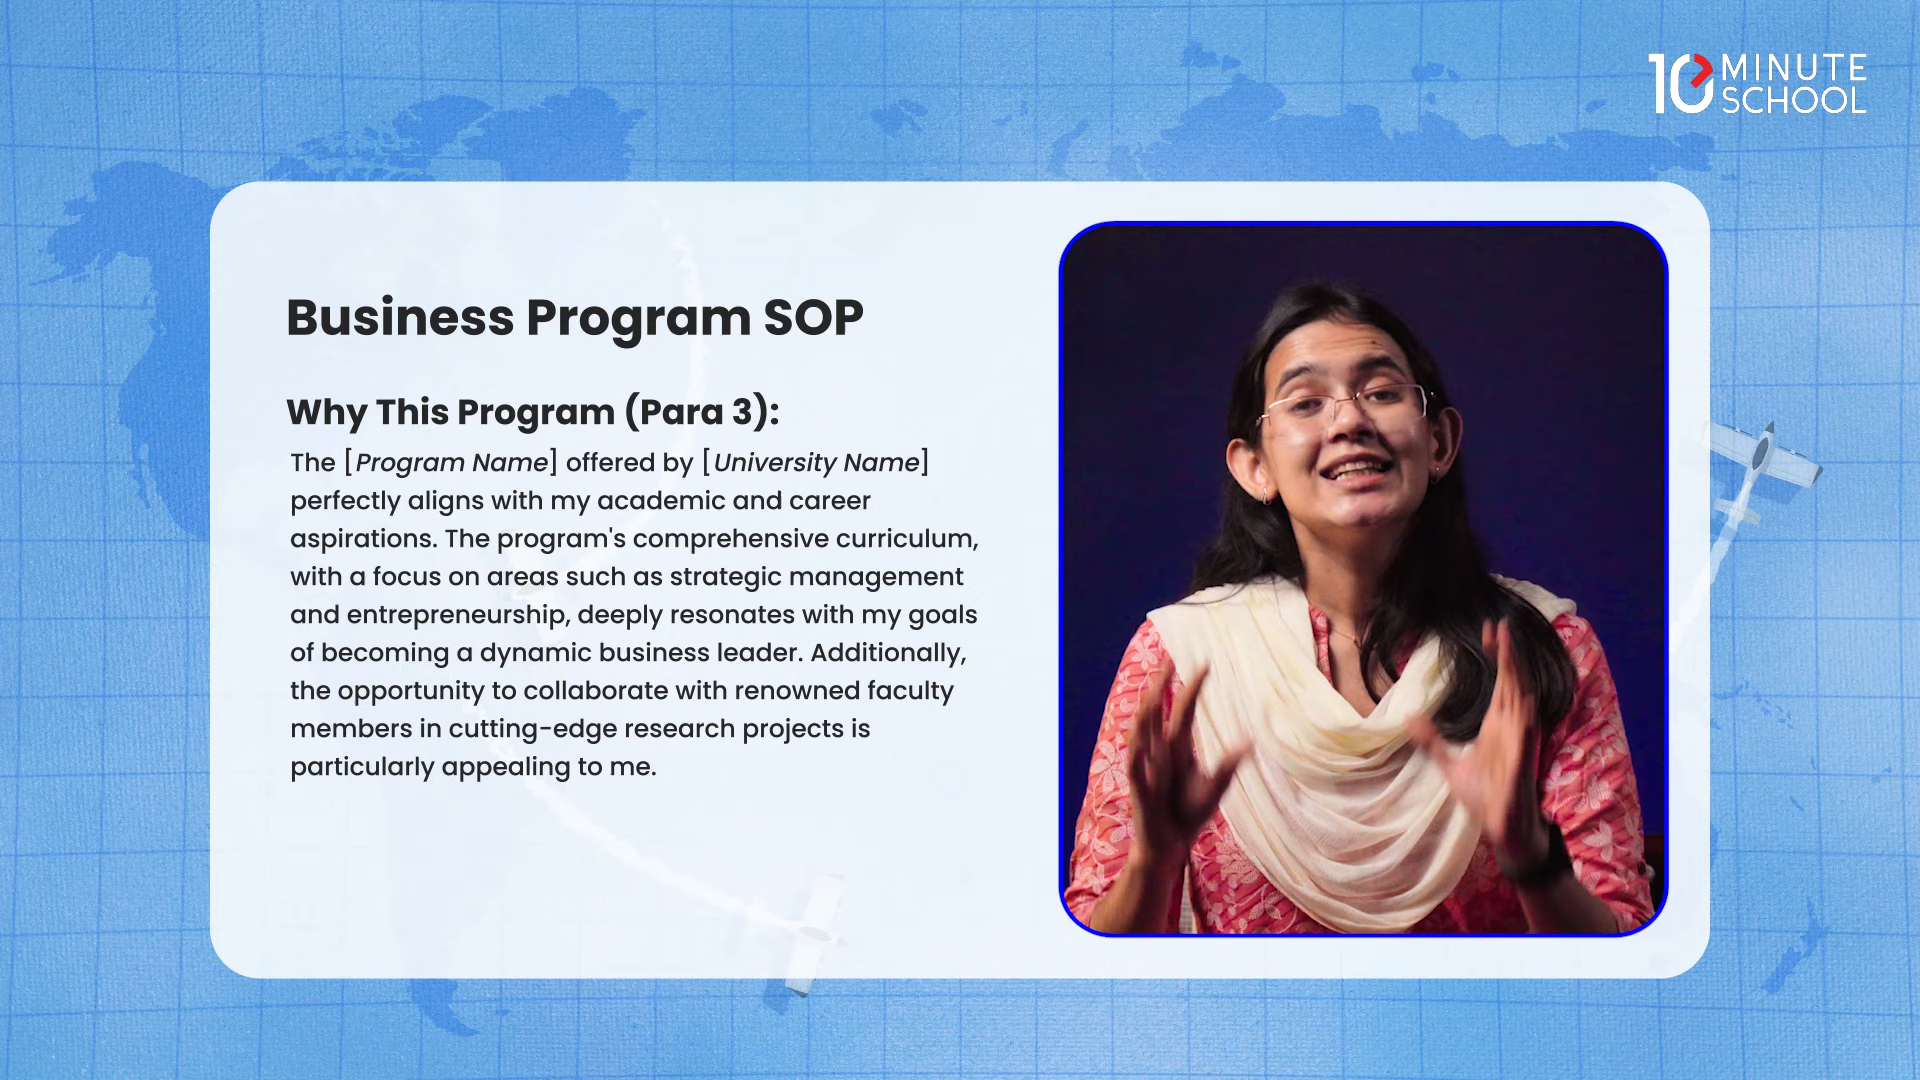 10 MINUTE
SCHOOL
Business Program SOP
Why This Program (Para 3):
The [Program Name] offered by [University Name]
perfectly aligns with my academic and career
aspirations. The program's comprehensive curriculum,
with a focus on areas such as strategic management
and entrepreneurship, deeply resonates with my goals
of becoming a dynamic business leader. Additionally,
the opportunity to collaborate with renowned faculty
members in cutting-edge research projects is
particularly appealing to me.